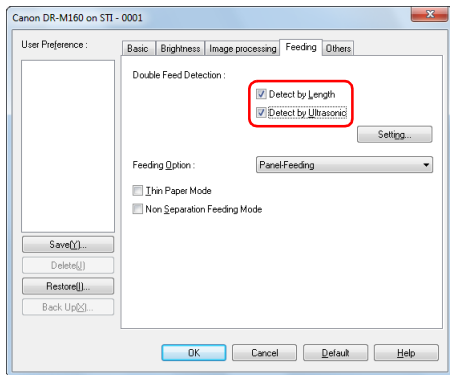 Canon DR-M160 on STI - 0001
User Preference :
Basic Brightness Image processing Feeding Others
Double Feed Detection :
Detect by Length
Detect by Ultrasonic
Setting...
Feeding Option : Panel-Feeding
Thin Paper Mode
Non Separation Feeding Mode
Save(Y)...
Delete(J)
Restore(I)...
Back Up(X)...
OK Cancel Default Help